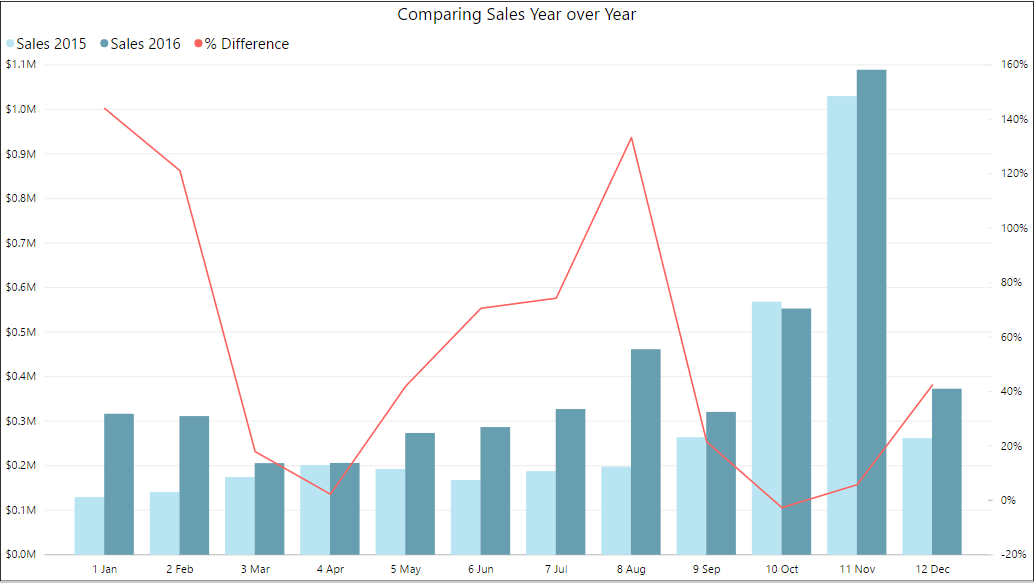 Comparing Sales Year over Year
Sales 2015 Sales 2016 % Difference
$1.1M 160%
$1.0M 140%
$0.9M 120%
$0.8M 100%
$0.7M 80%
$0.6M 60%
$0.5M 40%
$0.4M 20%
$0.3M 0%
$0.2M -20%
$0.1M
$0.0M
1 Jan 2 Feb 3 Mar 4 Apr 5 May 6 Jun 7 Jul 8 Aug 9 Sep 10 Oct 11 Nov 12 Dec